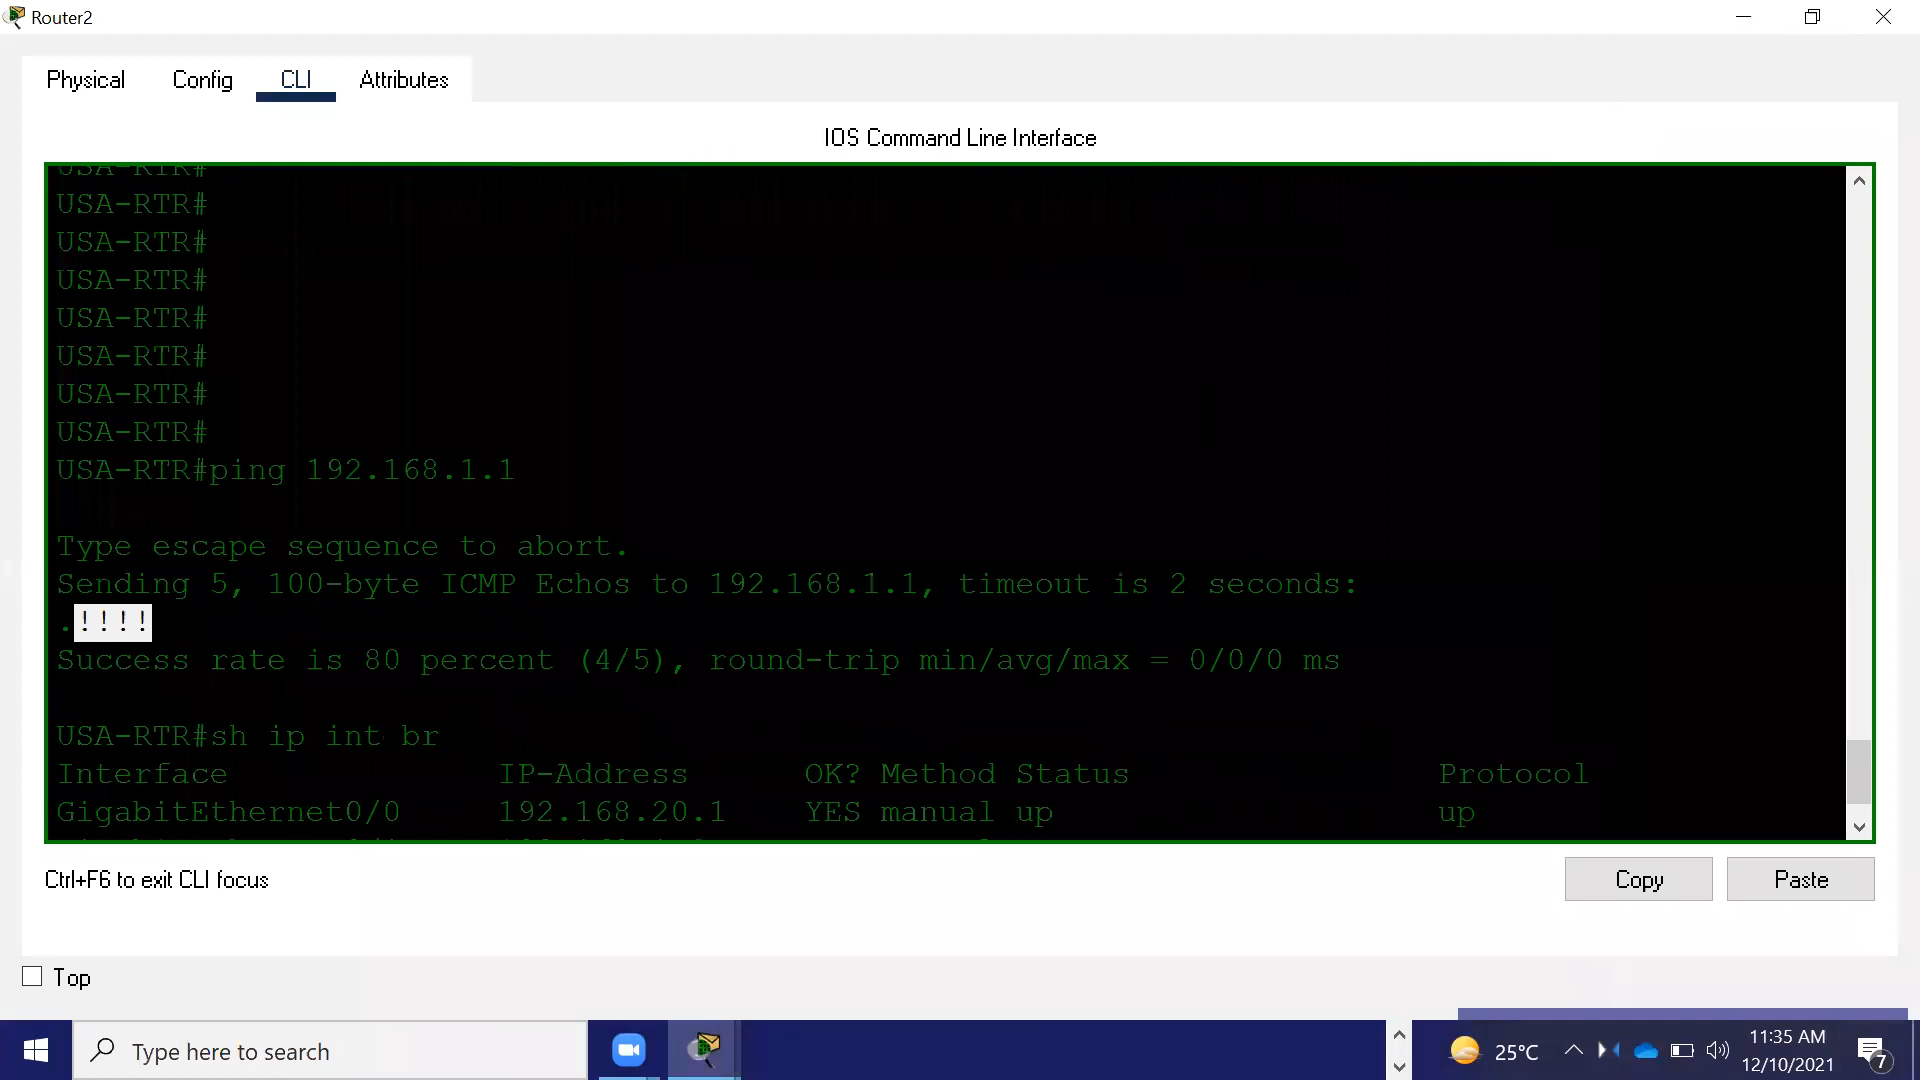 Router2
Physical Config CLI Attributes
IOS Command Line Interface
USA-RTR#
USA-RTR#
USA-RTR#
USA-RTR#
USA-RTR#
USA-RTR#
USA-RTR#
USA-RTR#
USA-RTR#ping 192.168.1.1
Type escape sequence to abort.
Sending 5, 100-byte ICMP Echos to 192.168.1.1, timeout is 2 seconds:
.!!!!
Success rate is 80 percent (4/5), round-trip min/avg/max = 0/0/0 ms
USA-RTR#sh ip int br
Interface IP-Address OK? Method Status Protocol
GigabitEthernet0/0 192.168.20.1 YES manual up up
Ctrl+F6 to exit CLI focus
Copy Paste
Top
Type here to search
25°C
11:35 AM
12/10/2021
7